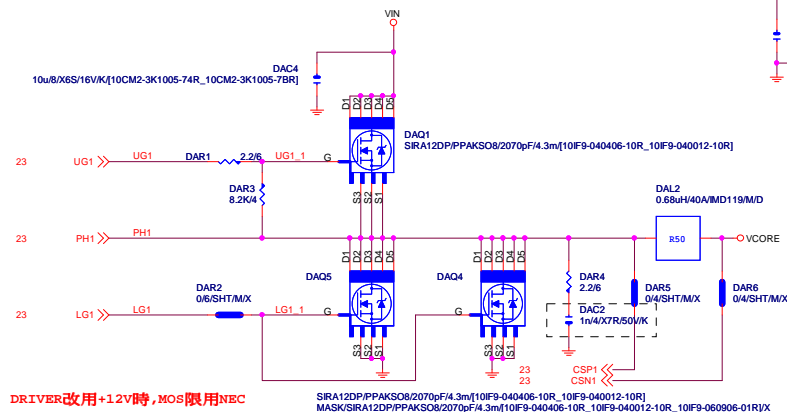 VIN
DAC4
10u/8/X6S/16V/K/[10CM2-3K1005-74R_10CM2-3K1005-7BR]
D1 D2 D3 D4 D5
DAQ1
SIRA12DP/PPAKSO8/2070pF/4.3m/[10IF9-040406-10R_10IF9-040012-10R]
23 UG1 UG1 DAR1 2.2/6 UG1_1 G
DAR3
8.2K/4
S3 S2 S1
DAL2
0.68uH/40A/IMD119/M/D
23 PH1 PH1
R50
VCORE
D1 D2 D3 D4 D5
D1 D2 D3 D4 D5
DAR2
0/6/SHT/M/X
DAQ5
DAQ4
DAR4
2.2/6
DAR5
0/4/SHT/M/X
DAR6
0/4/SHT/M/X
23 LG1 LG1 LG1_1 G G
DAC2
1n/4/X7R/50V/K
S3 S2 S1
S3 S2 S1
23 CSP1
23 CSN1
DRIVER改用+12V時,MOS限用NEC
SIRA12DP/PPAKSO8/2070pF/4.3m/[10IF9-040406-10R_10IF9-040012-10R]
MASK/SIRA12DP/PPAKSO8/2070pF/4.3m/[10IF9-040406-10R_10IF9-040012-10R_10IF9-060906-01R]/X